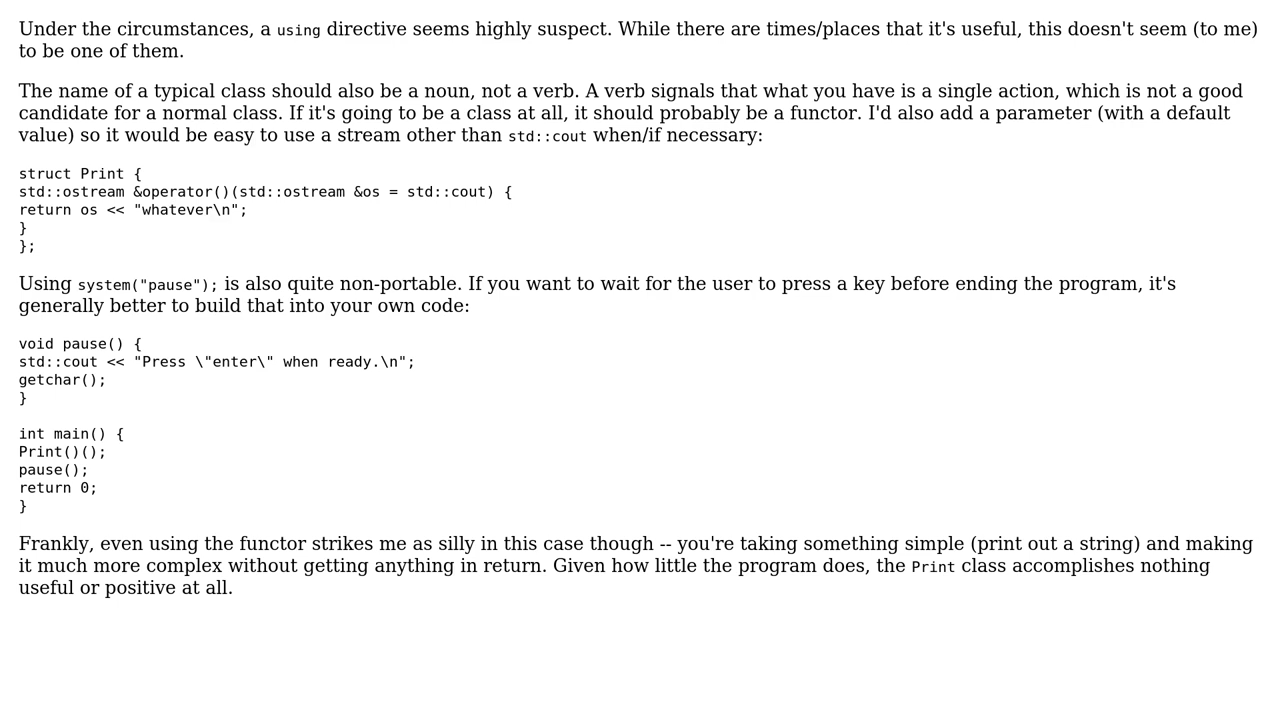 Under the circumstances, a using directive seems highly suspect. While there are times/places that it's useful, this doesn't seem (to me)
to be one of them.
The name of a typical class should also be a noun, not a verb. A verb signals that what you have is a single action, which is not a good
candidate for a normal class. If it's going to be a class at all, it should probably be a functor. I'd also add a parameter (with a default
value) so it would be easy to use a stream other than std::cout when/if necessary:
struct Print {
std::ostream &operator()(std::ostream &os = std::cout) {
return os << "whatever\n";
}
};
Using system("pause"); is also quite non-portable. If you want to wait for the user to press a key before ending the program, it's
generally better to build that into your own code:
void pause() {
std::cout << "Press \"enter\" when ready.\n";
getchar();
}
int main() {
Print()();
pause();
return 0;
}
Frankly, even using the functor strikes me as silly in this case though -- you're taking something simple (print out a string) and making
it much more complex without getting anything in return. Given how little the program does, the Print class accomplishes nothing
useful or positive at all.